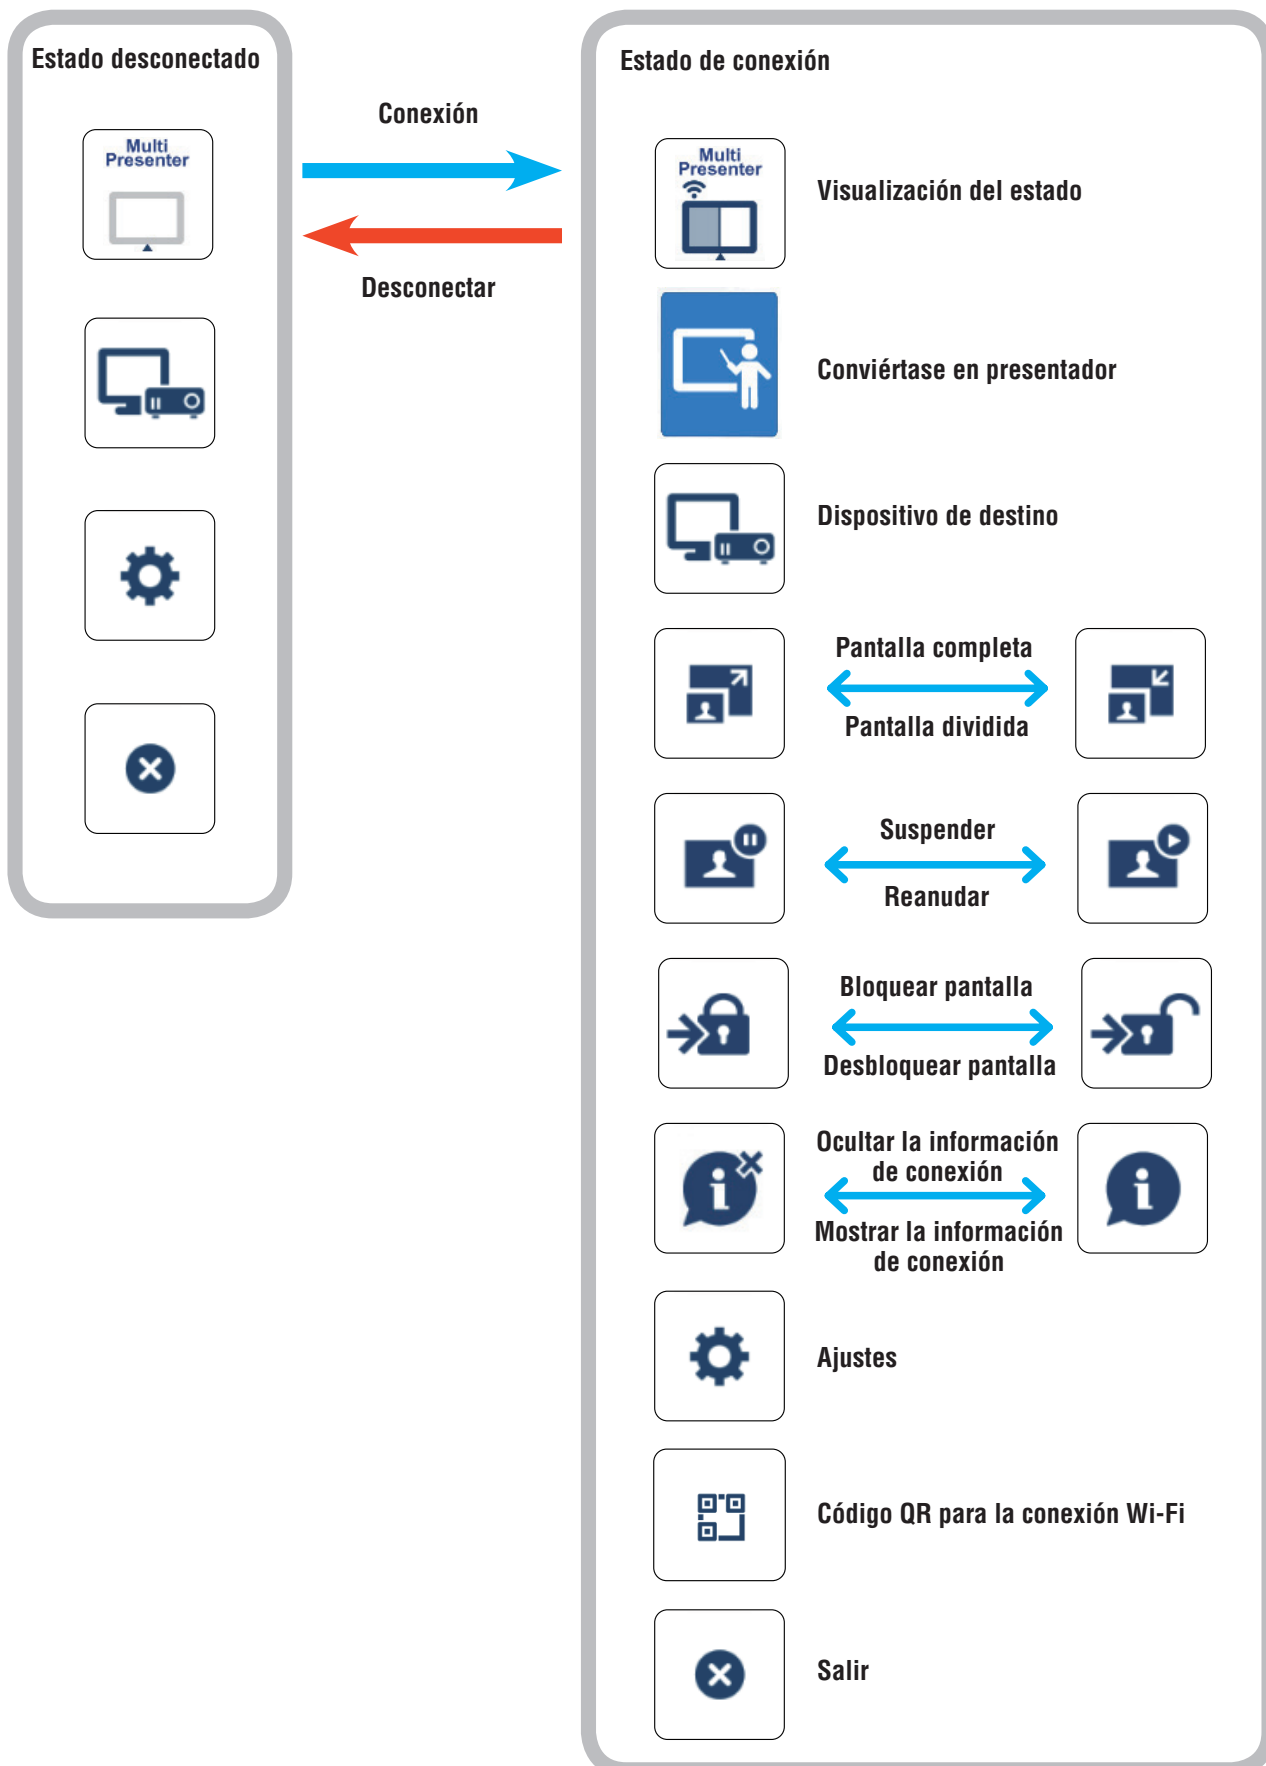 Estado desconectado
Multi
Presenter
Conexión
Desconectar
Estado de conexión
Multi
Presenter
Visualización del estado
Conviértase en presentador
Dispositivo de destino
Pantalla completa
Pantalla dividida
Suspender
Reanudar
Bloquear pantalla
Desbloquear pantalla
Ocultar la información
de conexión
Mostrar la información
de conexión
Ajustes
Código QR para la conexión Wi-Fi
Salir